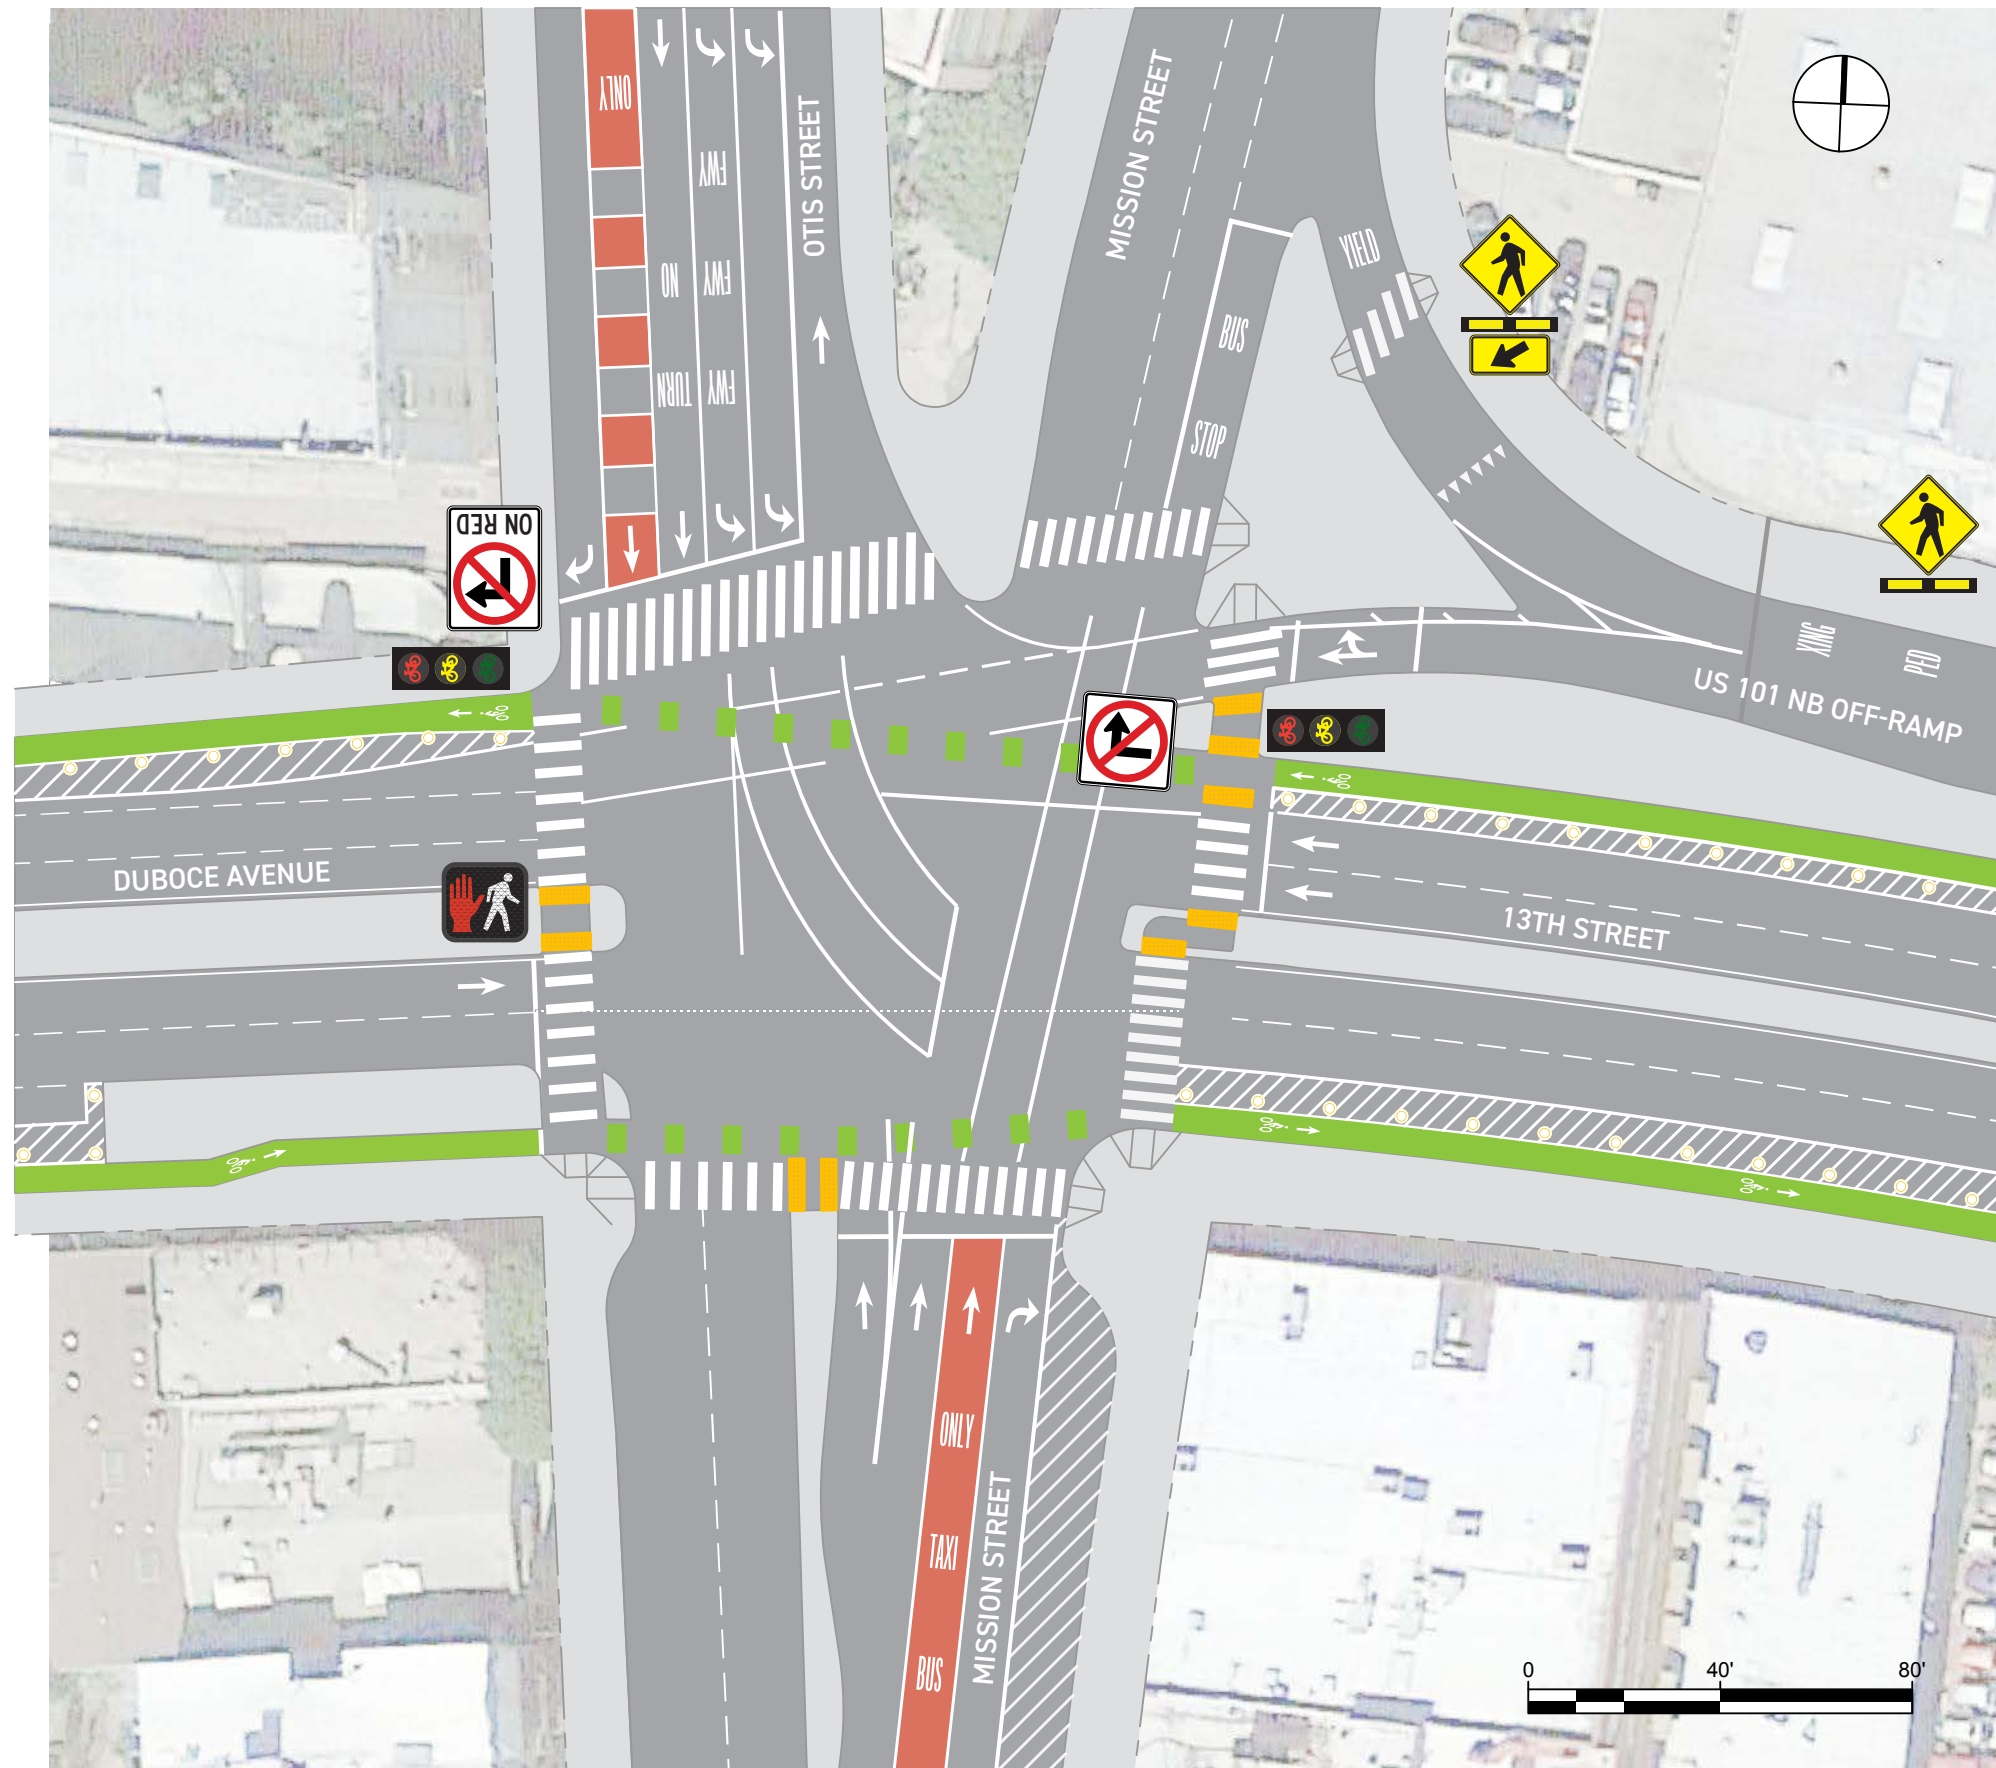 ONLY
FWY
FWY
FWY
NO
TURN
OTIS STREET
MISSION STREET
YIELD
BUS
STOP
ON RED
XING
PED
US 101 NB OFF-RAMP
DUBOCE AVENUE
13TH STREET
ONLY
TAXI
BUS
MISSION STREET
0 40' 80'